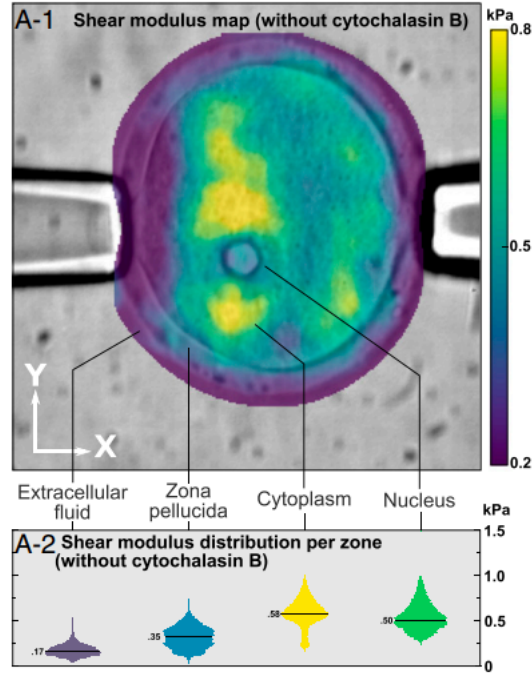 A-1 Shear modulus map (without cytochalasin B)
kPa
0.8
0.5
0.2
Y
X
Extracellular fluid
Zona pellucida
Cytoplasm
Nucleus
kPa
A-2 Shear modulus distribution per zone
(without cytochalasin B)
1.5
1.0
0.5
0
.17
.35
.58
.50